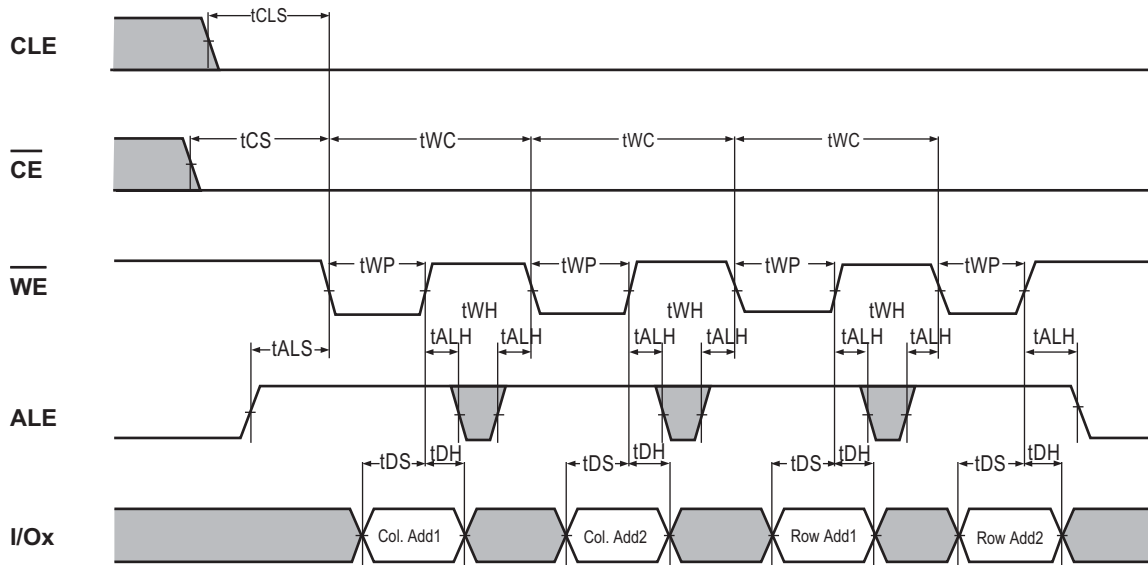 tCLS
CLE
tCS tWC tWC tWC
CE
tWP tWP tWP tWP
WE
tWH tWH tWH
tALH tALH tALH tALH tALH tALH tALH
tALS
ALE
tDS tDH tDS tDH tDS tDH tDS tDH
I/Ox Col. Add1 Col. Add2 Row Add1 Row Add2